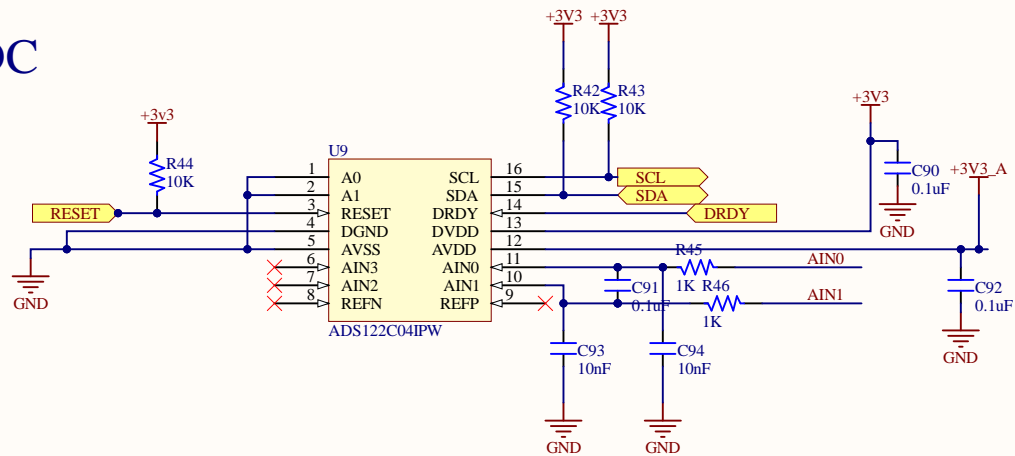 DC
+3V3 +3V3
R42 R43
10K 10K
+3v3
R44
10K
+3V3
C90
0.1uF
GND
+3V3_A
U9
1 A0 SCL 16 SCL
2 A1 SDA 15 SDA
RESET 3 RESET DRDY 14 DRDY
4 DGND DVDD 13
5 AVSS AVDD 12
6 AIN3 AIN0 11 R45 1K AIN0
7 AIN2 AIN1 10 R46 1K AIN1
8 REFN REFP 9
ADS122C04IPW
GND
C91
0.1uF
C92
0.1uF
GND
C93
10nF
GND
C94
10nF
GND